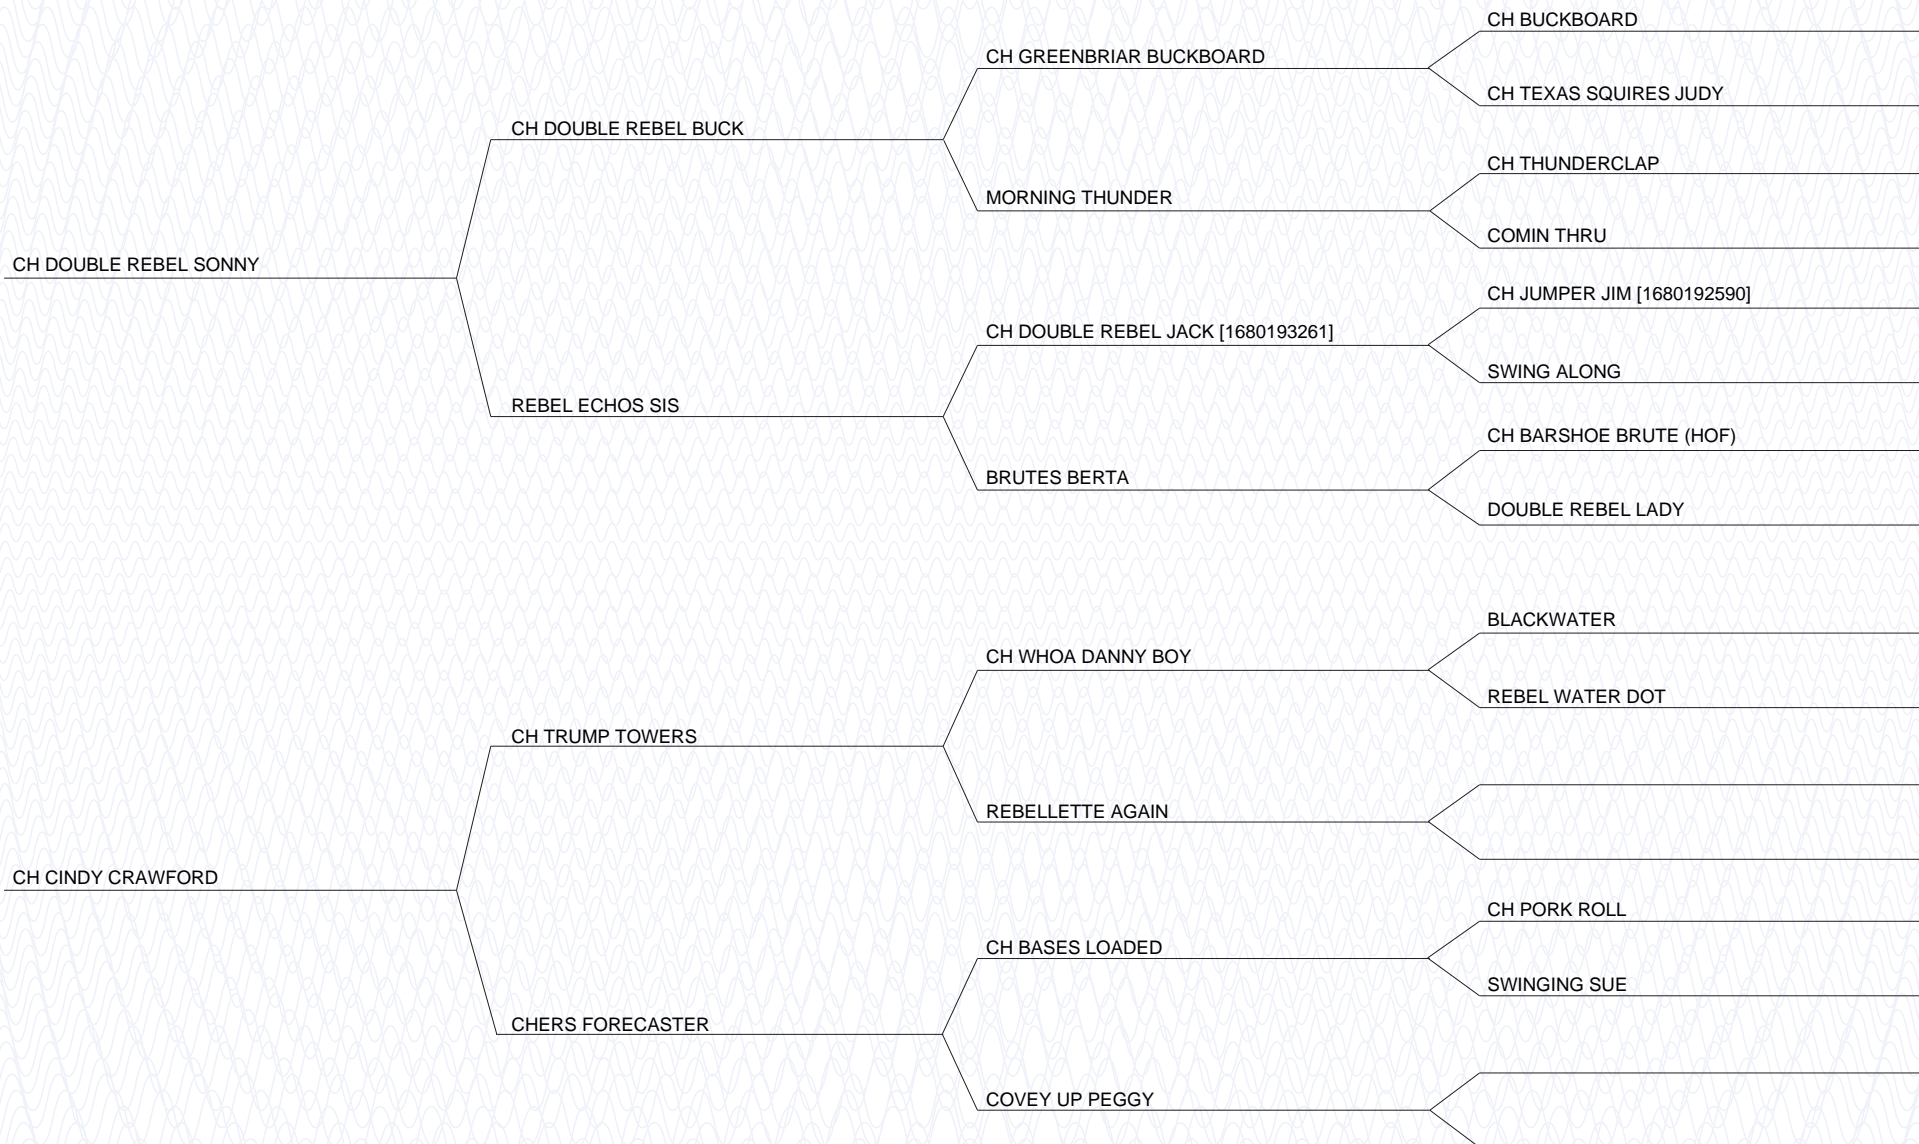 CH BUCKBOARD
CH GREENBRIAR BUCKBOARD
CH TEXAS SQUIRES JUDY
CH DOUBLE REBEL BUCK
CH THUNDERCLAP
MORNING THUNDER
COMIN THRU
CH DOUBLE REBEL SONNY
CH JUMPER JIM [1680192590]
CH DOUBLE REBEL JACK [1680193261]
SWING ALONG
REBEL ECHOS SIS
CH BARSHOE BRUTE (HOF)
BRUTES BERTA
DOUBLE REBEL LADY
BLACKWATER
CH WHOA DANNY BOY
REBEL WATER DOT
CH TRUMP TOWERS
REBELLETTE AGAIN
CH CINDY CRAWFORD
CH PORK ROLL
CH BASES LOADED
SWINGING SUE
CHERS FORECASTER
COVEY UP PEGGY